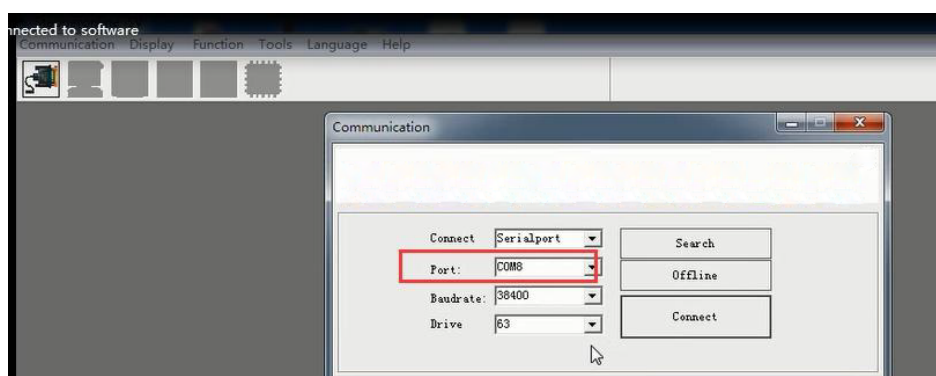 nnected to software
Communication Display Function Tools Language Help
Communication
Connect Serialport
Search
Port: COM8
Offline
Baudrate: 38400
Connect
Drive 63